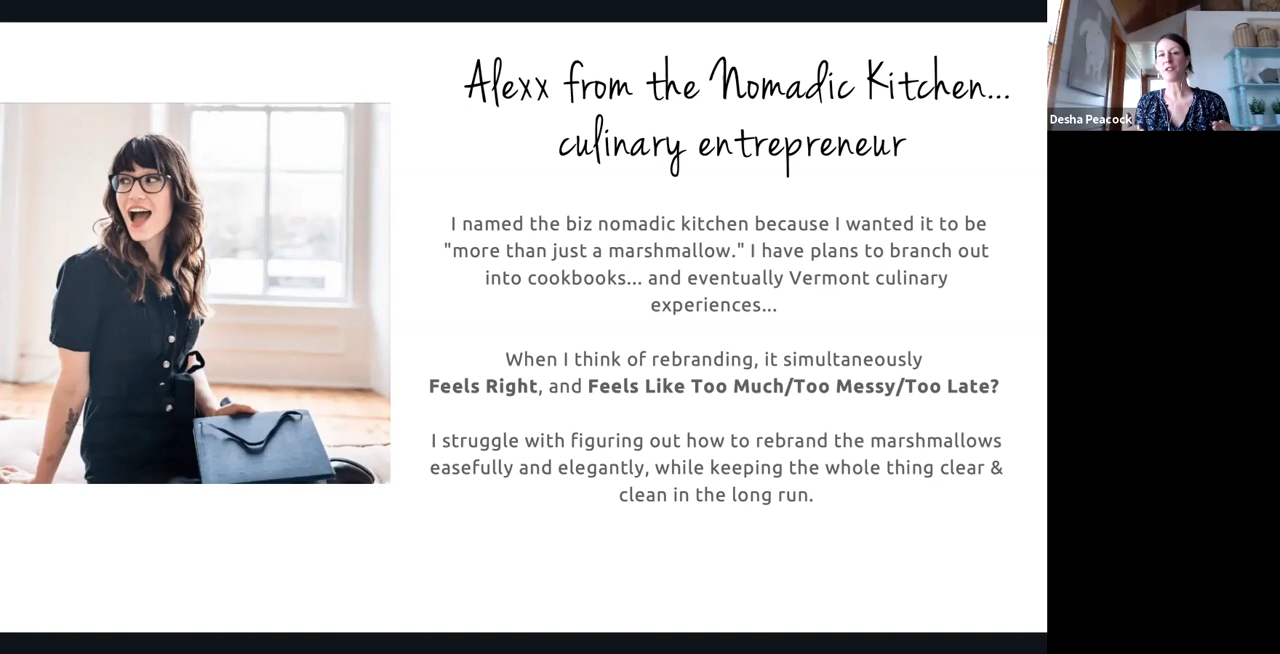 Alexx from the Nomadic Kitchen...
culinary entrepreneur
I named the biz nomadic kitchen because I wanted it to be
"more than just a marshmallow." I have plans to branch out
into cookbooks... and eventually Vermont culinary
experiences...
When I think of rebranding, it simultaneously
Feels Right, and Feels Like Too Much/Too Messy/Too Late?
I struggle with figuring out how to rebrand the marshmallows
easefully and elegantly, while keeping the whole thing clear &
clean in the long run.
Desha Peacock